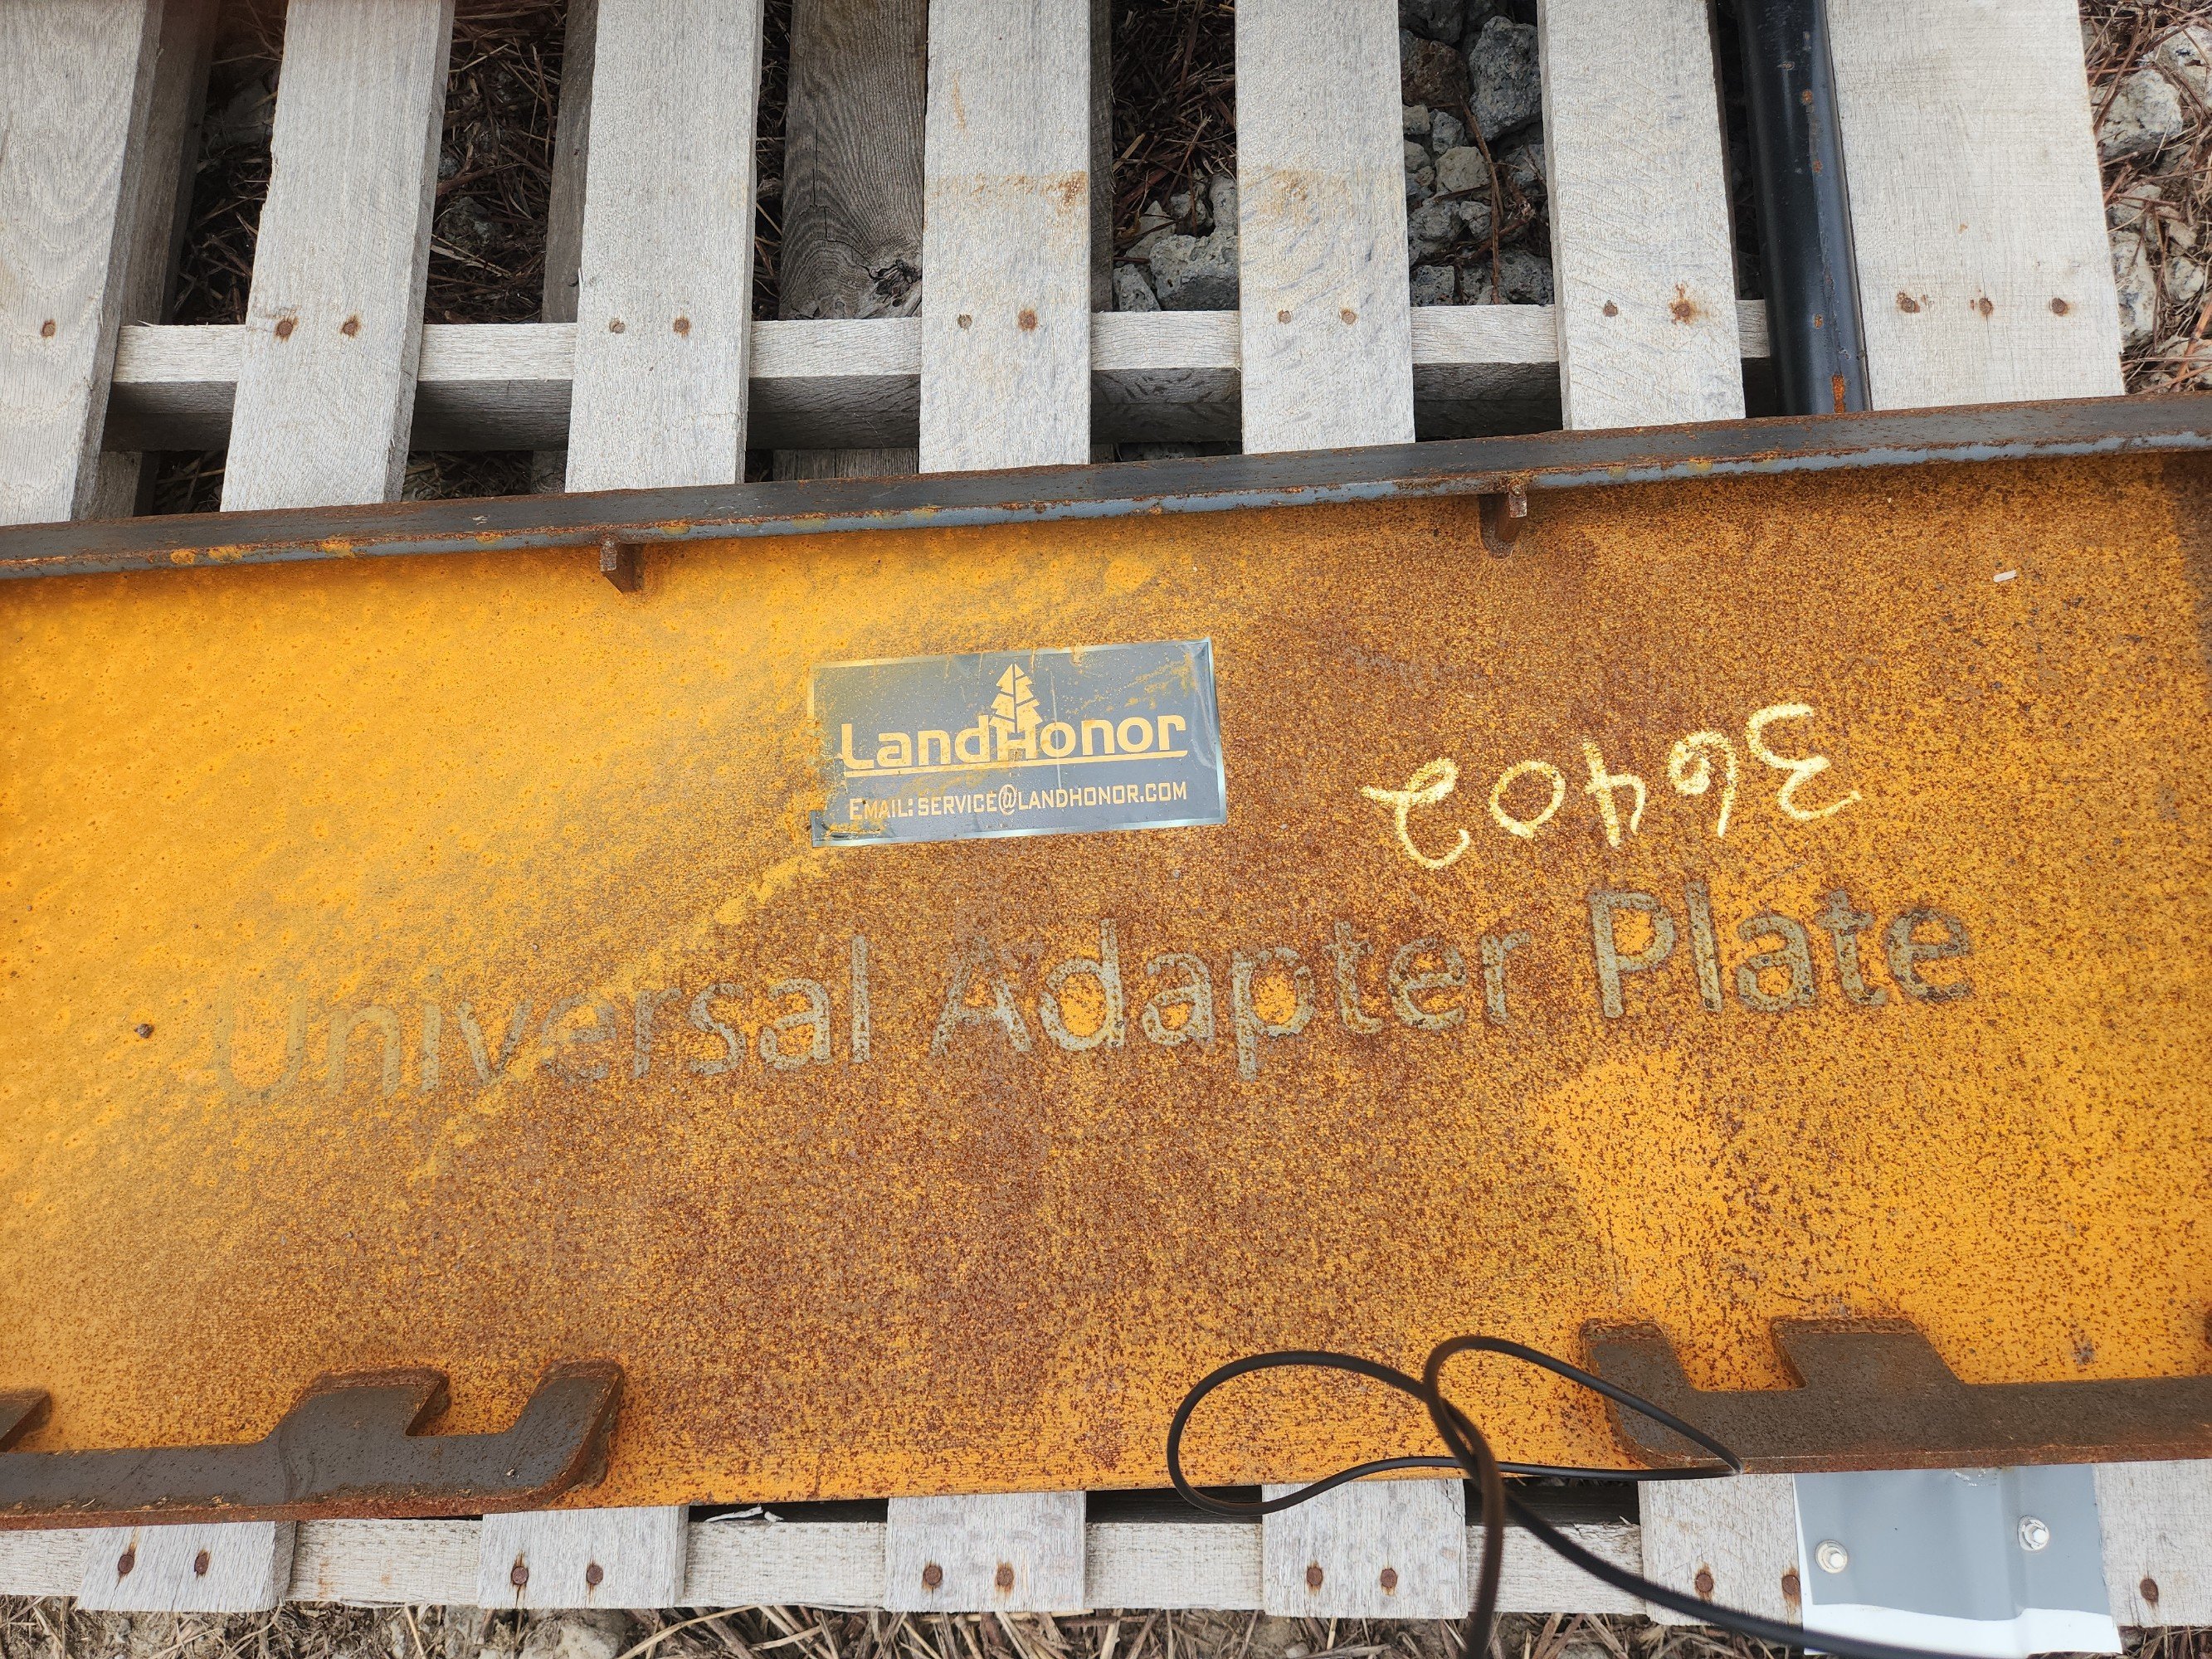 LandHonor
EMAIL: SERVICE@LANDHONOR.COM
36402
Universal Adapter Plate